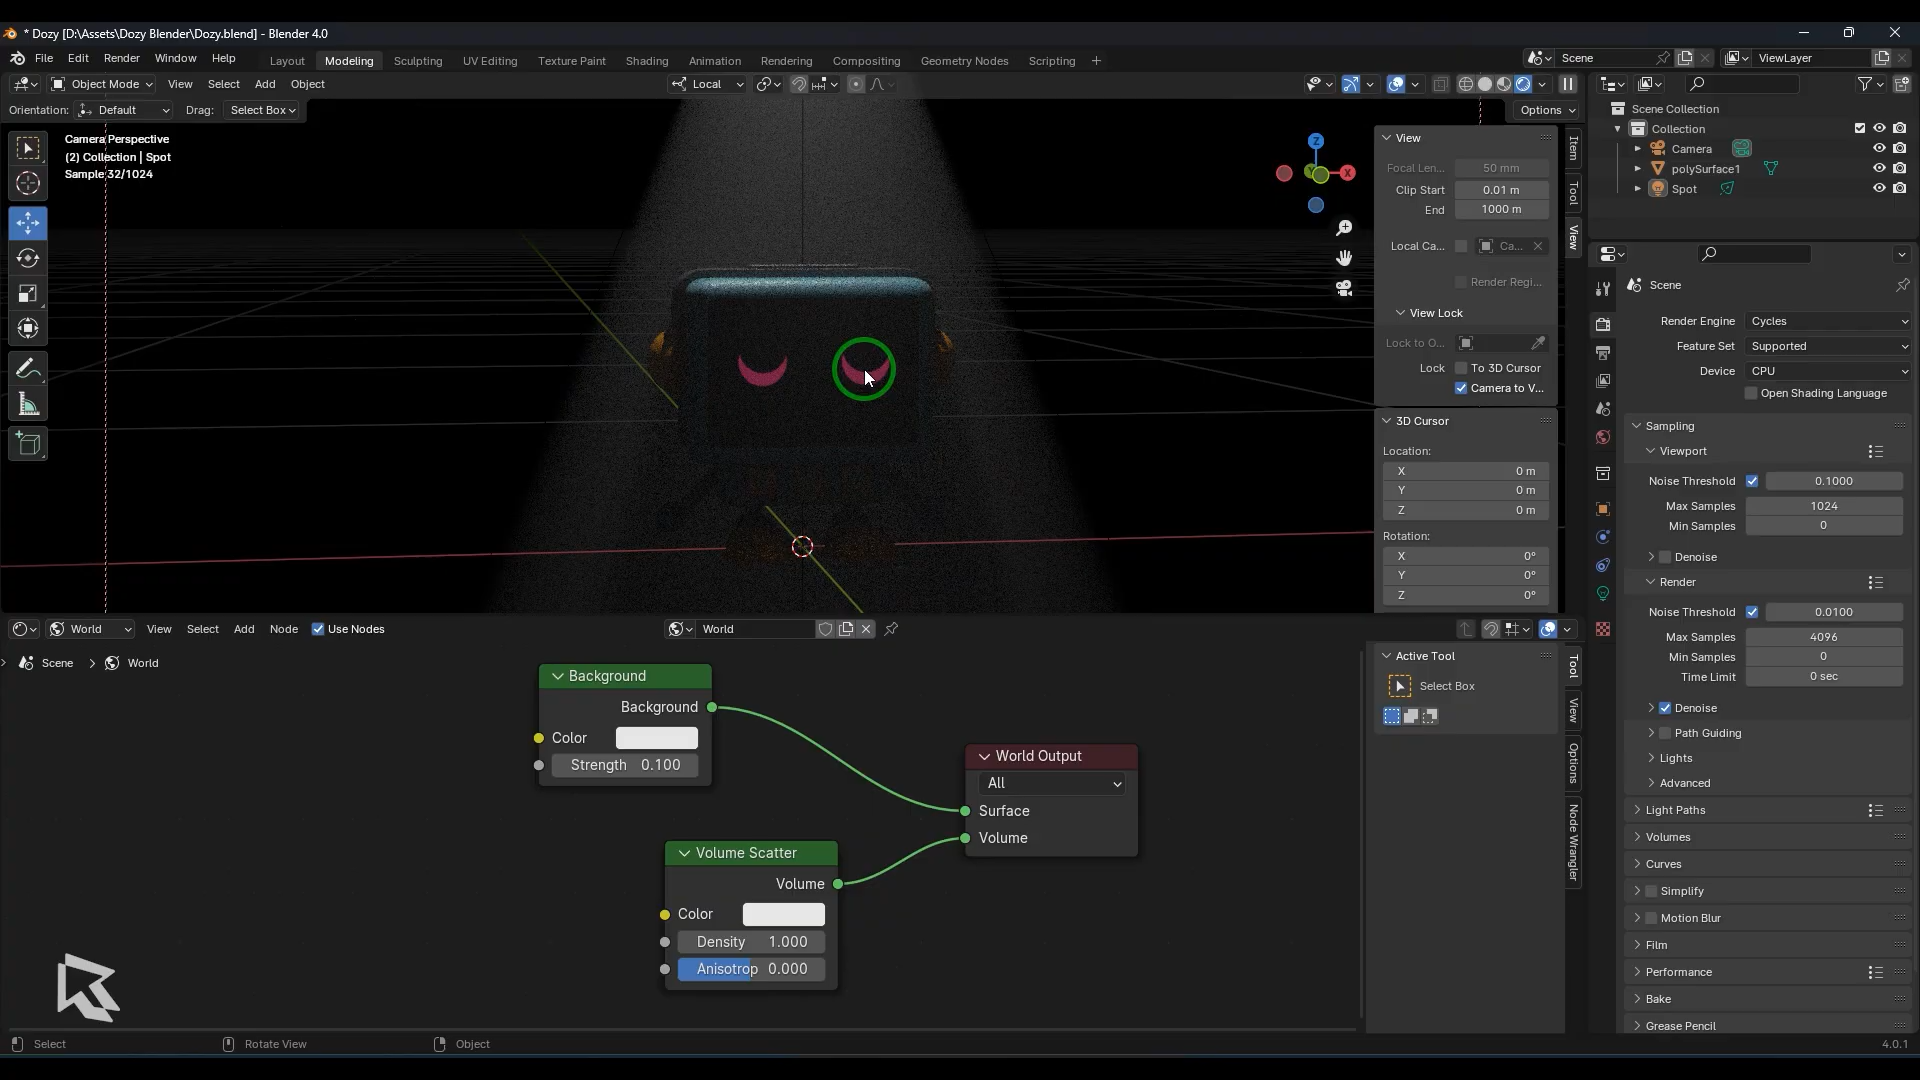 * Dozy [D:\Assets\Dozy Blender\Dozy.blend] - Blender 4.0
File Edit Render Window Help Layout Modeling Sculpting UV Editing Texture Paint Shading Animation Rendering Compositing Geometry Nodes Scripting + Scene ViewLayer
Object Mode View Select Add Object Local
Orientation: Default Drag: Select Box Options
Camera Perspective
(2) Collection | Spot
Sample 32/1024
Z
X
View
Focal Len... 50 mm
Clip Start 0.01 m
End 1000 m
Local Ca... Ca...
Render Regi...
View Lock
Lock to O...
Lock To 3D Cursor
Camera to V...
3D Cursor
Location:
X 0 m
Y 0 m
Z 0 m
Rotation:
X 0°
Y 0°
Z 0°
Item
Tool
View
Scene Collection
Collection
Camera
polySurface1
Spot
Scene
Render Engine Cycles
Feature Set Supported
Device CPU
Open Shading Language
Sampling
Viewport
Noise Threshold 0.1000
Max Samples 1024
Min Samples 0
Denoise
Render
Noise Threshold 0.0100
Max Samples 4096
Min Samples 0
Time Limit 0 sec
Denoise
Path Guiding
Lights
Advanced
Light Paths
Volumes
Curves
Simplify
Motion Blur
Film
Performance
Bake
Grease Pencil
World View Select Add Node Use Nodes World
Scene > World
Background
Background
Color
Strength 0.100
World Output
All
Surface
Volume
Volume Scatter
Volume
Color
Density 1.000
Anisotrop 0.000
Active Tool
Select Box
Tool
View
Options
Node Wrangler
Select Rotate View Object 4.0.1